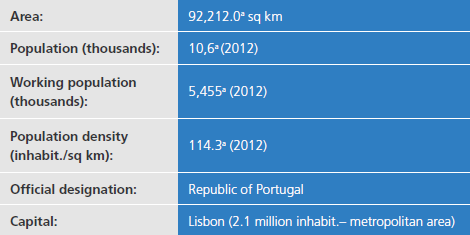 Area: 92,212.0ª sq km
Population (thousands): 10,6ª (2012)
Working population
(thousands): 5,455ª (2012)
Population density
(inhabit./sq km): 114.3ª (2012)
Official designation: Republic of Portugal
Capital: Lisbon (2.1 million inhabit.– metropolitan area)